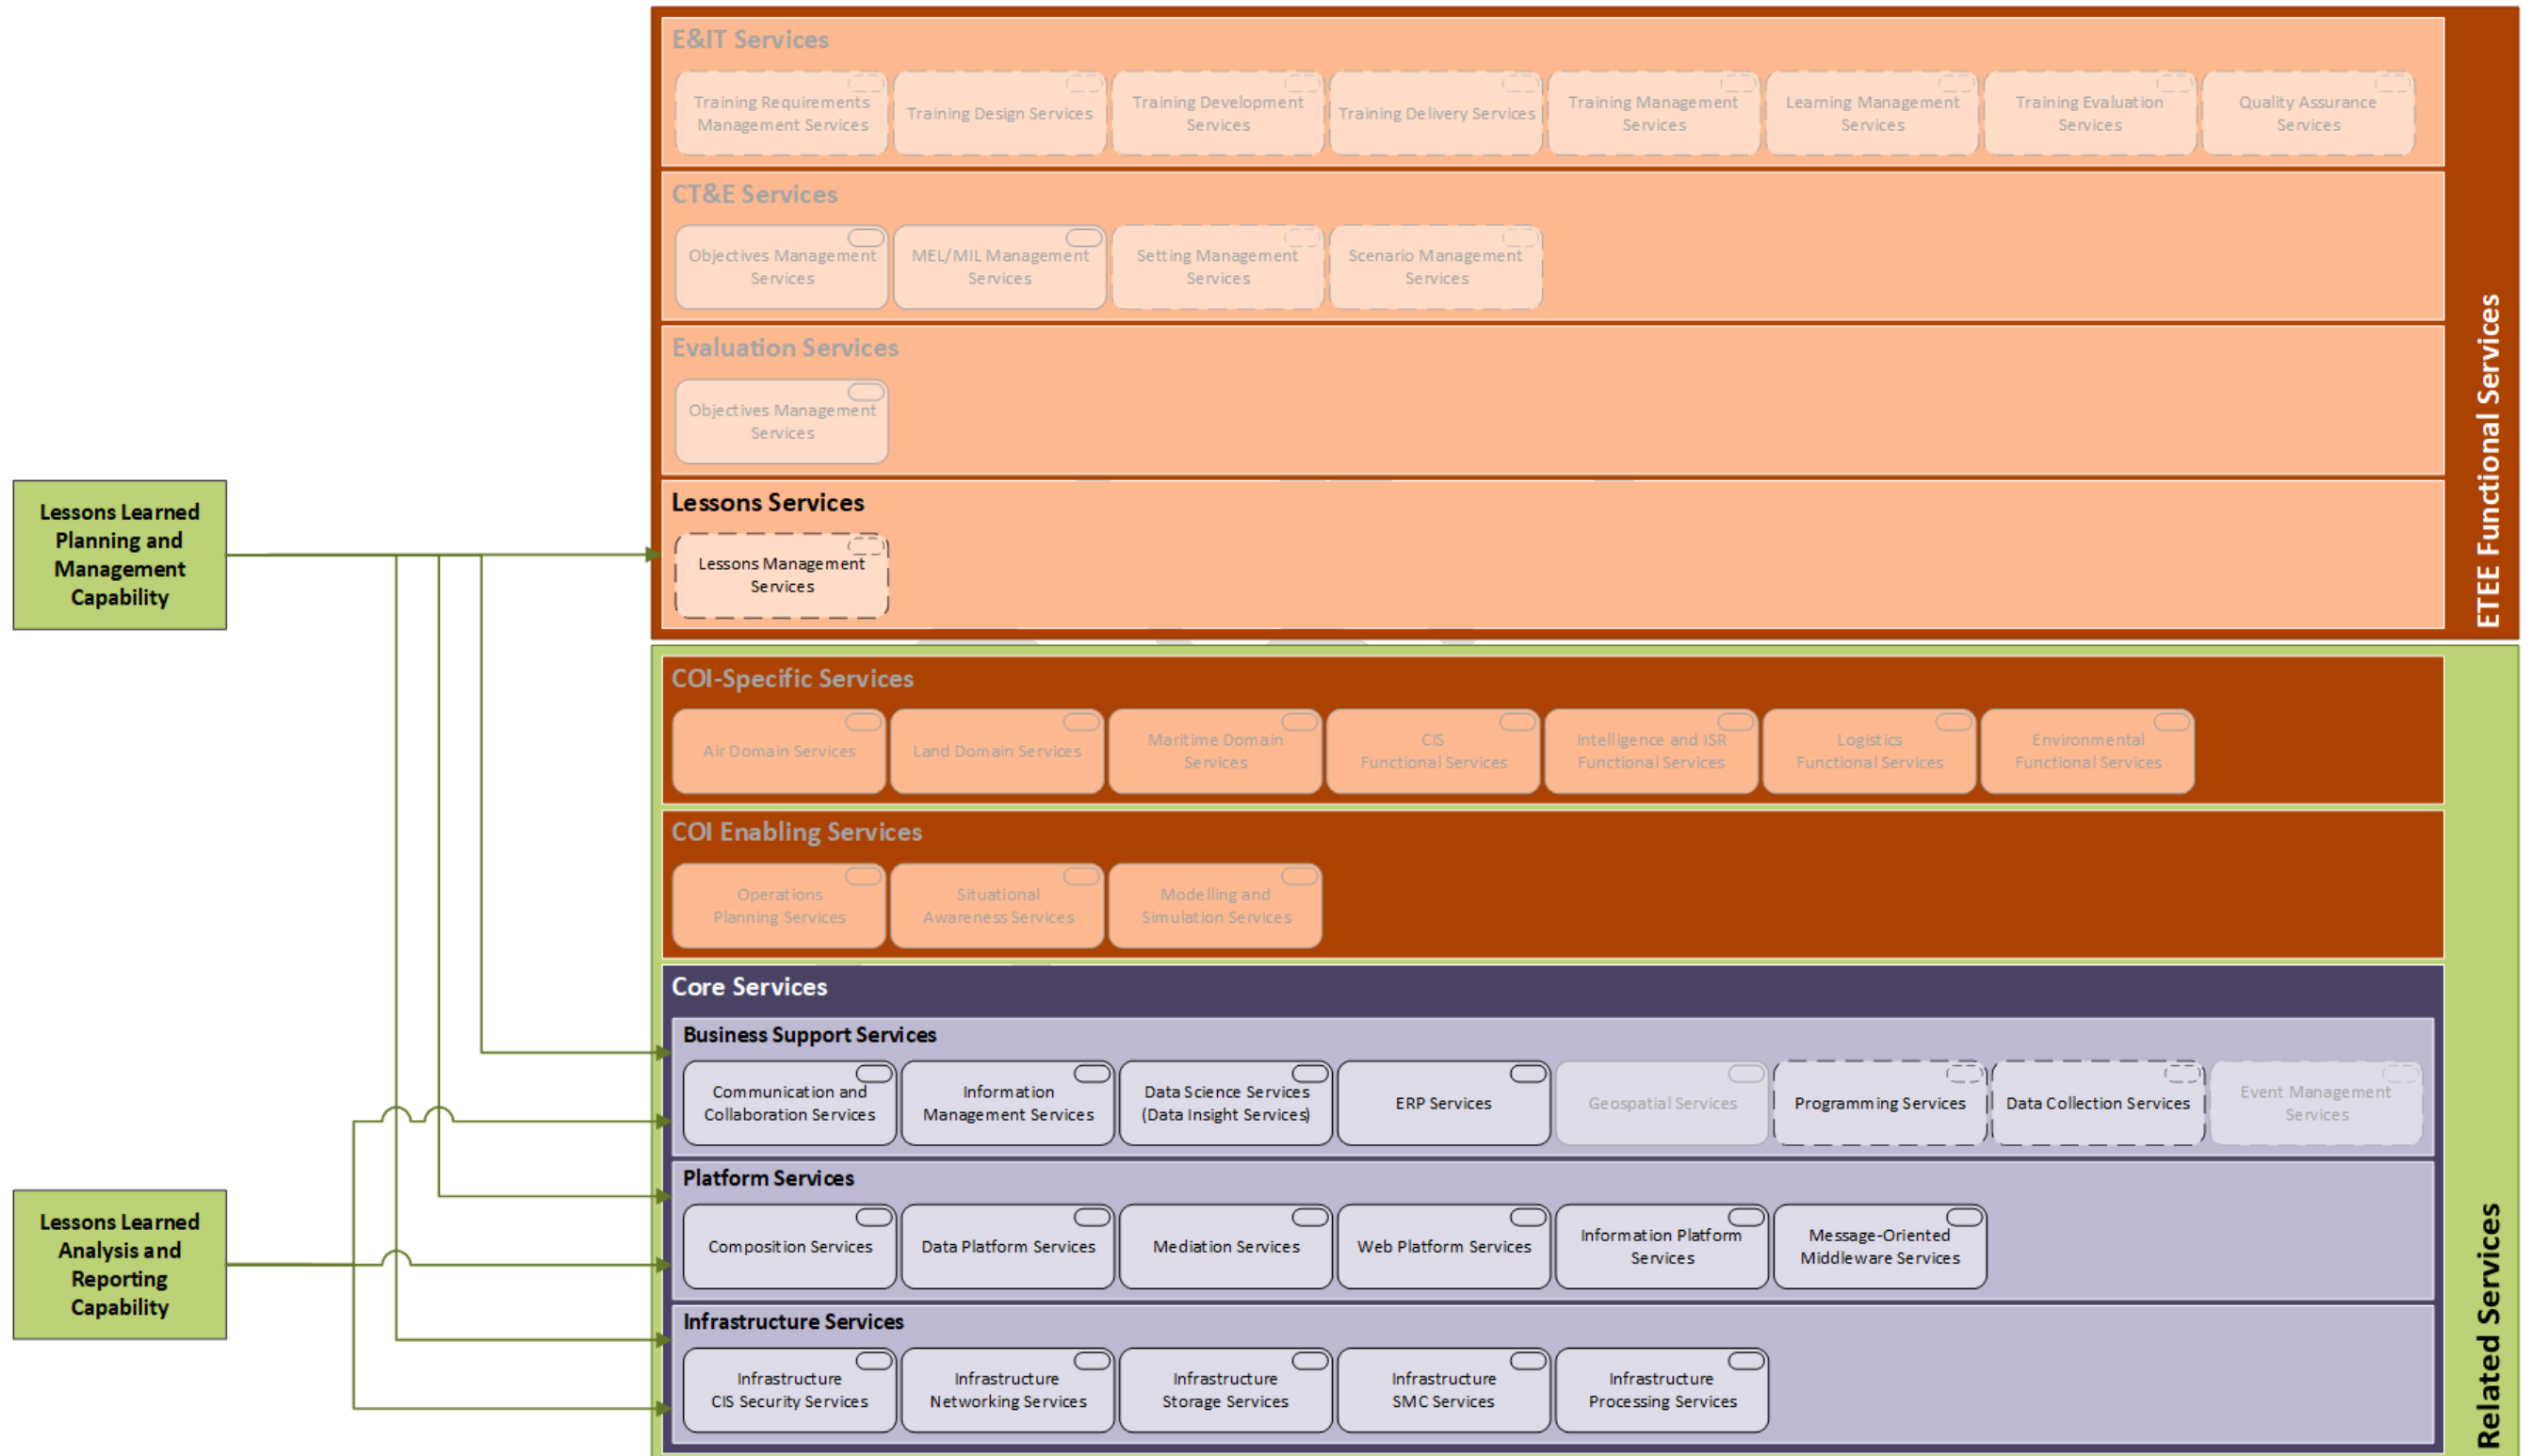 E&IT Services
Training Requirements
Management Services
Training Design Services
Training Development
Services
Training Delivery Services
Training Management
Services
Learning Management
Services
Training Evaluation
Services
Quality Assurance
Services
CT&E Services
Objectives Management
Services
MEL/MIL Management
Services
Setting Management
Services
Scenario Management
Services
Evaluation Services
Objectives Management
Services
Lessons Services
Lessons Management
Services
ETEE Functional Services
Lessons Learned
Planning and
Management
Capability
COI-Specific Services
Air Domain Services
Land Domain Services
Maritime Domain
Services
CIS
Functional Services
Intelligence and ISR
Functional Services
Logistics
Functional Services
Environmental
Functional Services
COI Enabling Services
Operations
Planning Services
Situational
Awareness Services
Modelling and
Simulation Services
Core Services
Business Support Services
Communication and
Collaboration Services
Information
Management Services
Data Science Services
(Data Insight Services)
ERP Services
Geospatial Services
Programming Services
Data Collection Services
Event Management
Services
Platform Services
Composition Services
Data Platform Services
Mediation Services
Web Platform Services
Information Platform
Services
Message-Oriented
Middleware Services
Infrastructure Services
Infrastructure
CIS Security Services
Infrastructure
Networking Services
Infrastructure
Storage Services
Infrastructure
SMC Services
Infrastructure
Processing Services
Related Services
Lessons Learned
Analysis and
Reporting
Capability